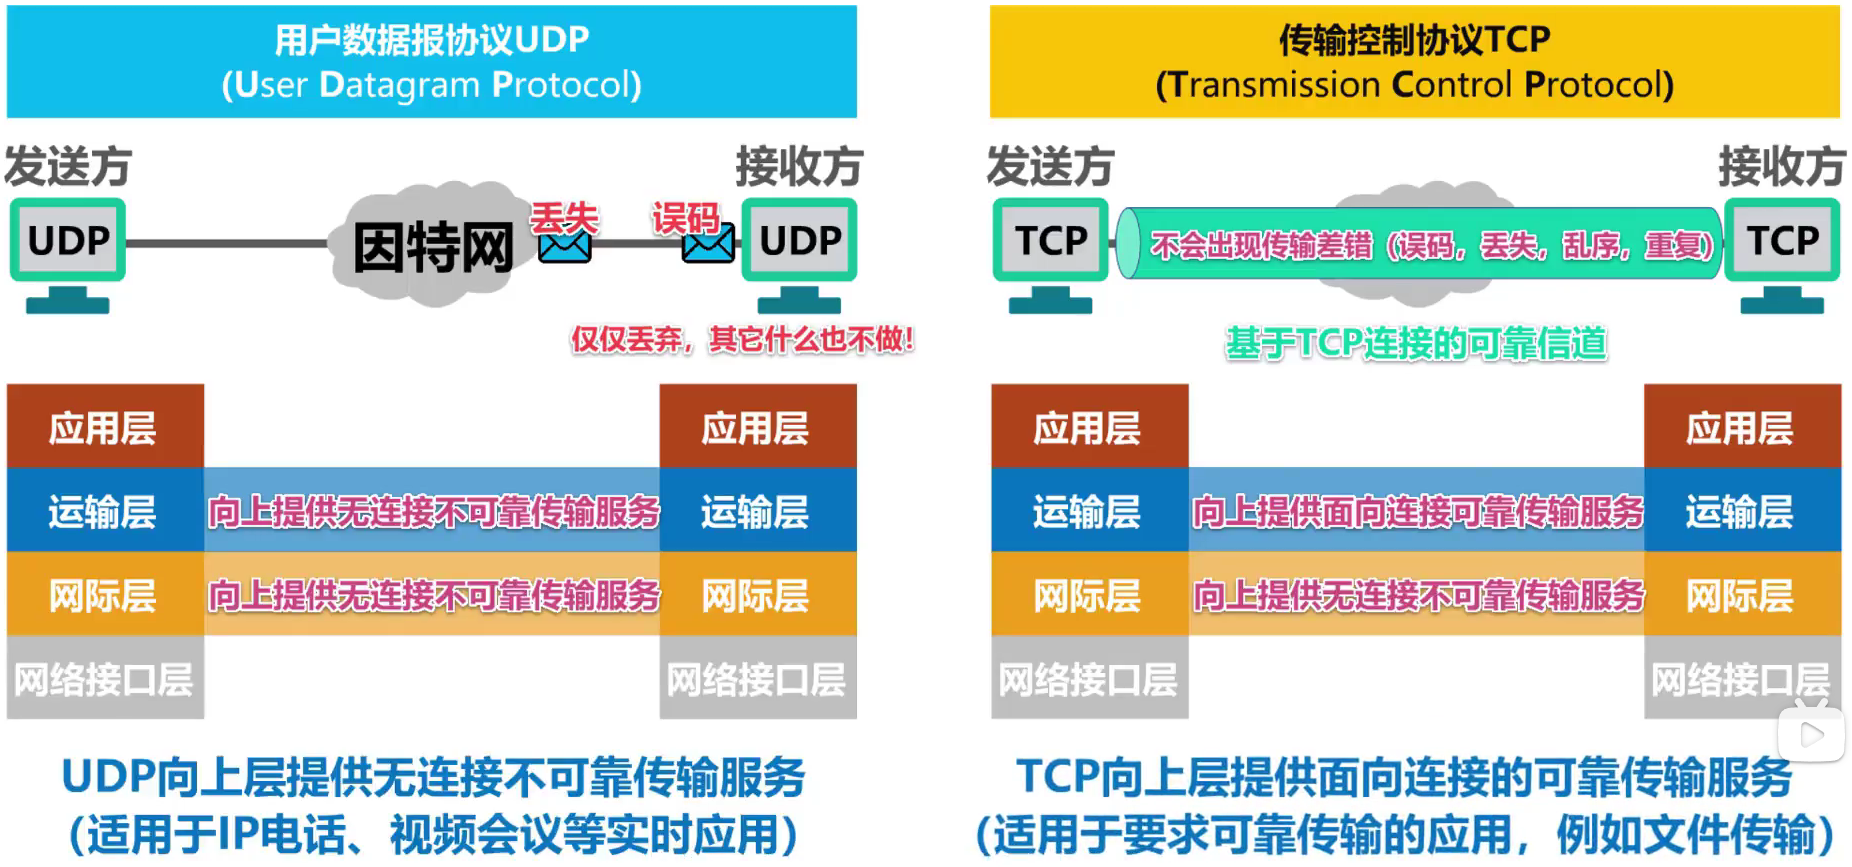 用户数据报协议UDP
(User Datagram Protocol)
发送方
接收方
UDP
因特网
丢失
误码
UDP
仅仅丢弃，其它什么也不做！
应用层
应用层
运输层
向上提供无连接不可靠传输服务
运输层
网际层
向上提供无连接不可靠传输服务
网际层
网络接口层
网络接口层
UDP向上层提供无连接不可靠传输服务
（适用于IP电话、视频会议等实时应用）
传输控制协议TCP
(Transmission Control Protocol)
发送方
接收方
TCP
不会出现传输差错（误码，丢失，乱序，重复）
TCP
基于TCP连接的可靠信道
应用层
应用层
运输层
向上提供面向连接可靠传输服务
运输层
网际层
向上提供无连接不可靠传输服务
网际层
网络接口层
网络接口层
TCP向上层提供面向连接的可靠传输服务
（适用于要求可靠传输的应用，例如文件传输）